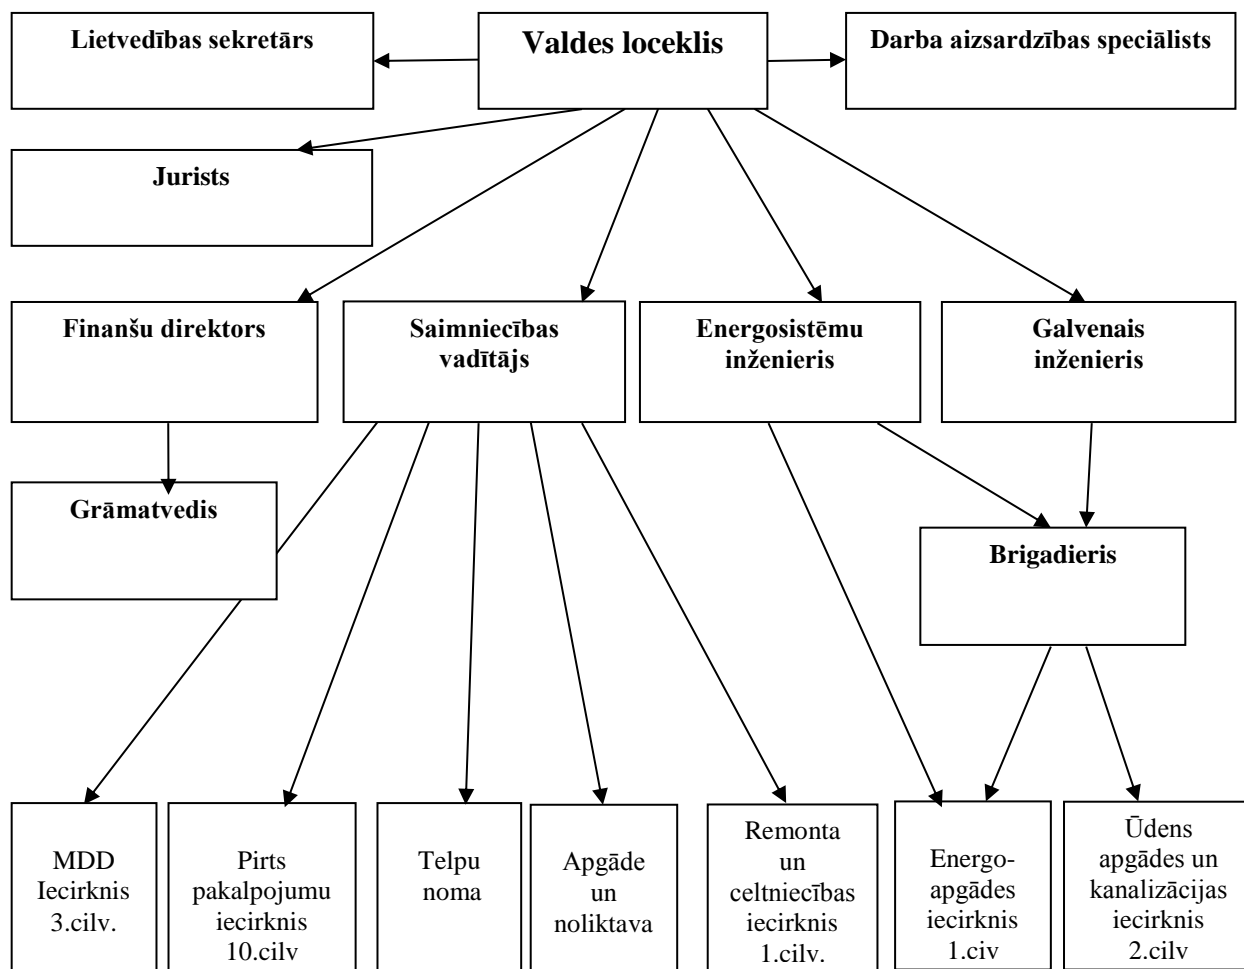 Lietvedības sekretārs
Valdes loceklis
Darba aizsardzības speciālists
Jurists
Finanšu direktors
Saimniecības
vadītājs
Energosistēmu
inženieris
Galvenais
inženieris
Grāmatvedis
Brigadieris
MDD
Iecirknis
3.cilv.
Pirts
pakalpojumu
iecirknis
10.cilv
Telpu
noma
Apgāde
un
noliktava
Remonta
un
celtniecības
iecirknis
1.cilv.
Energo-
apgādes
iecirknis
1.civ
Ūdens
apgādes un
kanalizācijas
iecirknis
2.cilv